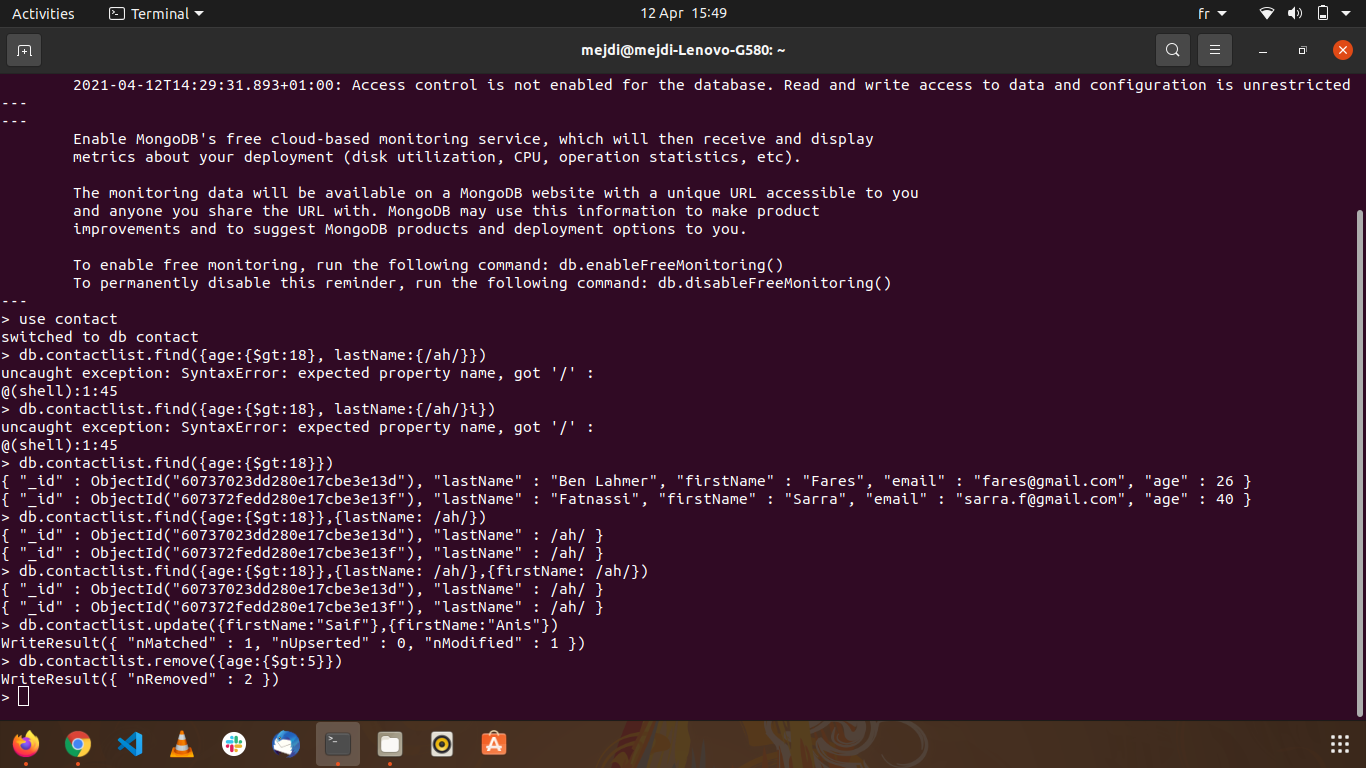 Activities Terminal 12 Apr 15:49 fr
mejdi@mejdi-Lenovo-G580: ~
2021-04-12T14:29:31.893+01:00: Access control is not enabled for the database. Read and write access to data and configuration is unrestricted
---
---
Enable MongoDB's free cloud-based monitoring service, which will then receive and display
metrics about your deployment (disk utilization, CPU, operation statistics, etc).
The monitoring data will be available on a MongoDB website with a unique URL accessible to you
and anyone you share the URL with. MongoDB may use this information to make product
improvements and to suggest MongoDB products and deployment options to you.
To enable free monitoring, run the following command: db.enableFreeMonitoring()
To permanently disable this reminder, run the following command: db.disableFreeMonitoring()
---
> use contact
switched to db contact
> db.contactlist.find({age:{$gt:18}, lastName:{/ah/}})
uncaught exception: SyntaxError: expected property name, got '/' :
@(shell):1:45
> db.contactlist.find({age:{$gt:18}, lastName:{/ah/}i})
uncaught exception: SyntaxError: expected property name, got '/' :
@(shell):1:45
> db.contactlist.find({age:{$gt:18}})
{ "_id" : ObjectId("60737023dd280e17cbe3e13d"), "lastName" : "Ben Lahmer", "firstName" : "Fares", "email" : "fares@gmail.com", "age" : 26 }
{ "_id" : ObjectId("607372fedd280e17cbe3e13f"), "lastName" : "Fatnassi", "firstName" : "Sarra", "email" : "sarra.f@gmail.com", "age" : 40 }
> db.contactlist.find({age:{$gt:18}},{lastName: /ah/})
{ "_id" : ObjectId("60737023dd280e17cbe3e13d"), "lastName" : /ah/ }
{ "_id" : ObjectId("607372fedd280e17cbe3e13f"), "lastName" : /ah/ }
> db.contactlist.find({age:{$gt:18}},{lastName: /ah/},{firstName: /ah/})
{ "_id" : ObjectId("60737023dd280e17cbe3e13d"), "lastName" : /ah/ }
{ "_id" : ObjectId("607372fedd280e17cbe3e13f"), "lastName" : /ah/ }
> db.contactlist.update({firstName:"Saif"},{firstName:"Anis"})
WriteResult({ "nMatched" : 1, "nUpserted" : 0, "nModified" : 1 })
> db.contactlist.remove({age:{$gt:5}})
WriteResult({ "nRemoved" : 2 })
>